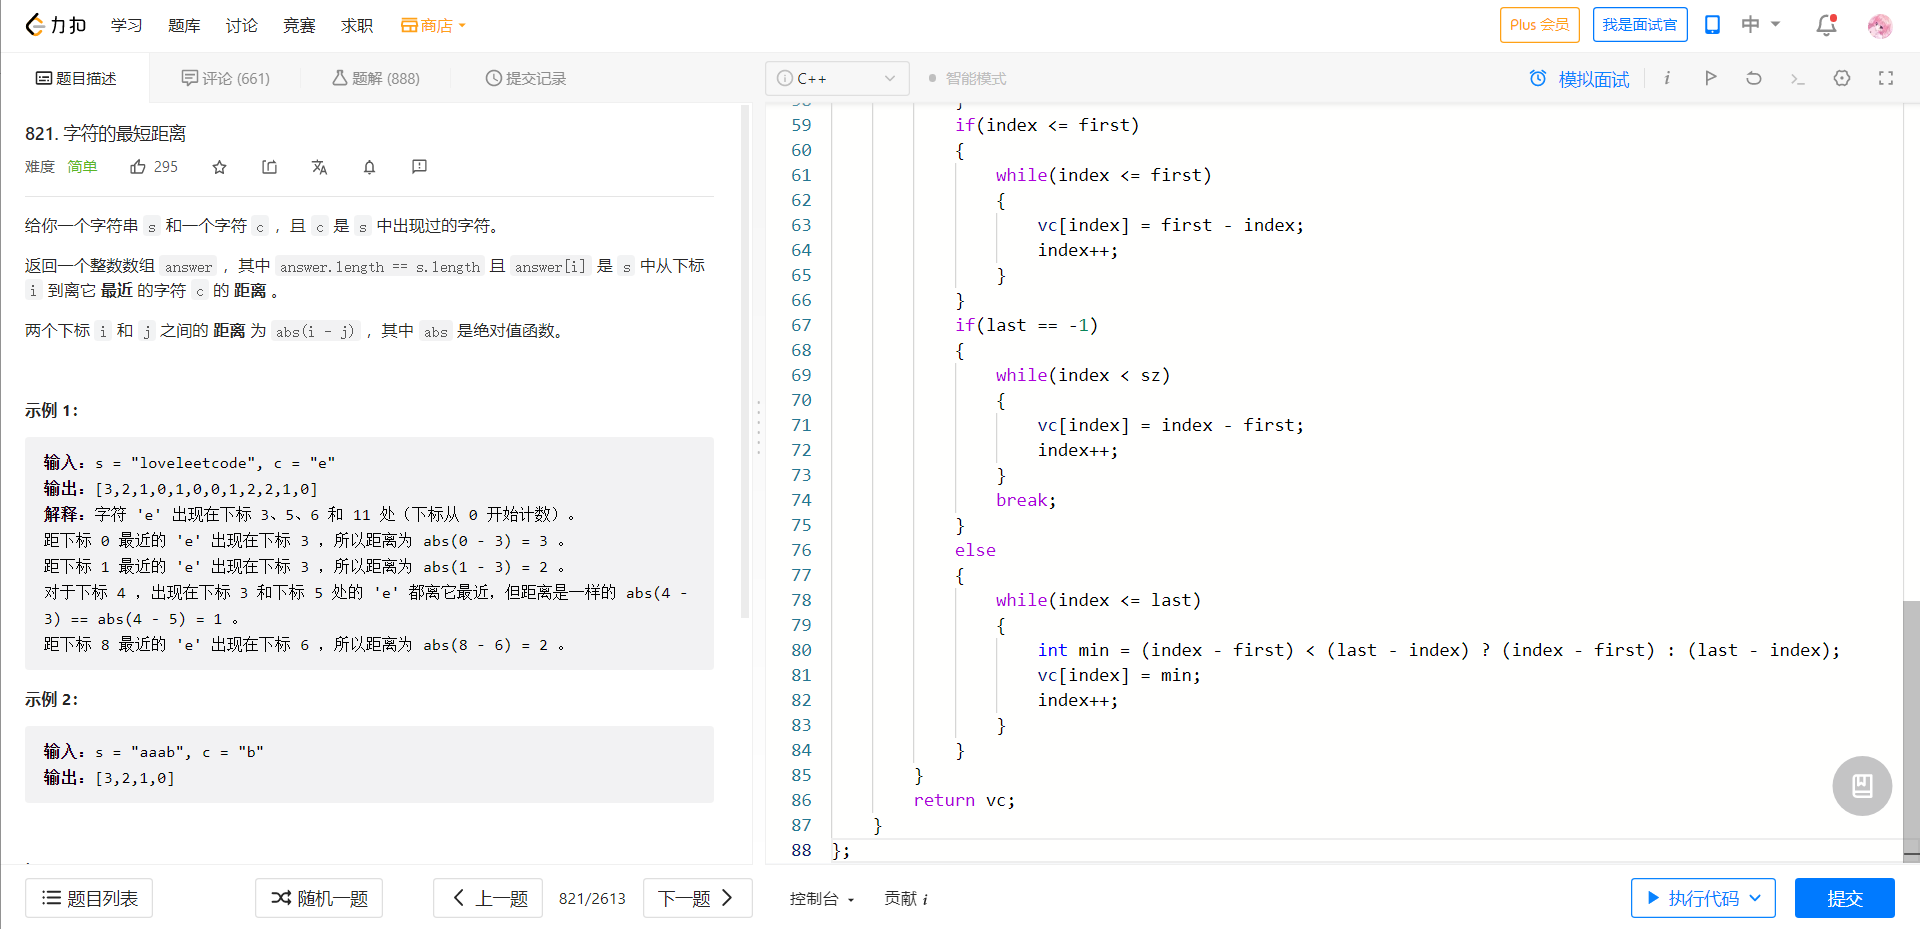 力扣 学习 题库 讨论 竞赛 求职 商店 Plus 会员 我是面试官 中
题目描述 评论 (661) 题解 (888) 提交记录
821. 字符的最短距离
难度 简单 295
给你一个字符串 s 和一个字符 c ，且 c 是 s 中出现过的字符。
返回一个整数数组 answer ，其中 answer.length == s.length 且 answer[i] 是 s 中从下标
i 到离它 最近 的字符 c 的 距离 。
两个下标 i 和 j 之间的 距离 为 abs(i - j) ，其中 abs 是绝对值函数。
示例 1：
输入：s = "loveleetcode", c = "e"
输出：[3,2,1,0,1,0,0,1,2,2,1,0]
解释：字符 'e' 出现在下标 3、5、6 和 11 处（下标从 0 开始计数）。
距下标 0 最近的 'e' 出现在下标 3 ，所以距离为 abs(0 - 3) = 3 。
距下标 1 最近的 'e' 出现在下标 3 ，所以距离为 abs(1 - 3) = 2 。
对于下标 4 ，出现在下标 3 和下标 5 处的 'e' 都离它最近，但距离是一样的 abs(4 -
3) == abs(4 - 5) = 1 。
距下标 8 最近的 'e' 出现在下标 6 ，所以距离为 abs(8 - 6) = 2 。
示例 2：
输入：s = "aaab", c = "b"
输出：[3,2,1,0]
题目列表 随机一题 上一题 821/2613 下一题
C++ 智能模式 模拟面试 i
59 if(index <= first)
60 {
61 while(index <= first)
62 {
63 vc[index] = first - index;
64 index++;
65 }
66 }
67 if(last == -1)
68 {
69 while(index < sz)
70 {
71 vc[index] = index - first;
72 index++;
73 }
74 break;
75 }
76 else
77 {
78 while(index <= last)
79 {
80 int min = (index - first) < (last - index) ? (index - first) : (last - index);
81 vc[index] = min;
82 index++;
83 }
84 }
85 }
86 return vc;
87 }
88 };
控制台 贡献 i 执行代码 提交